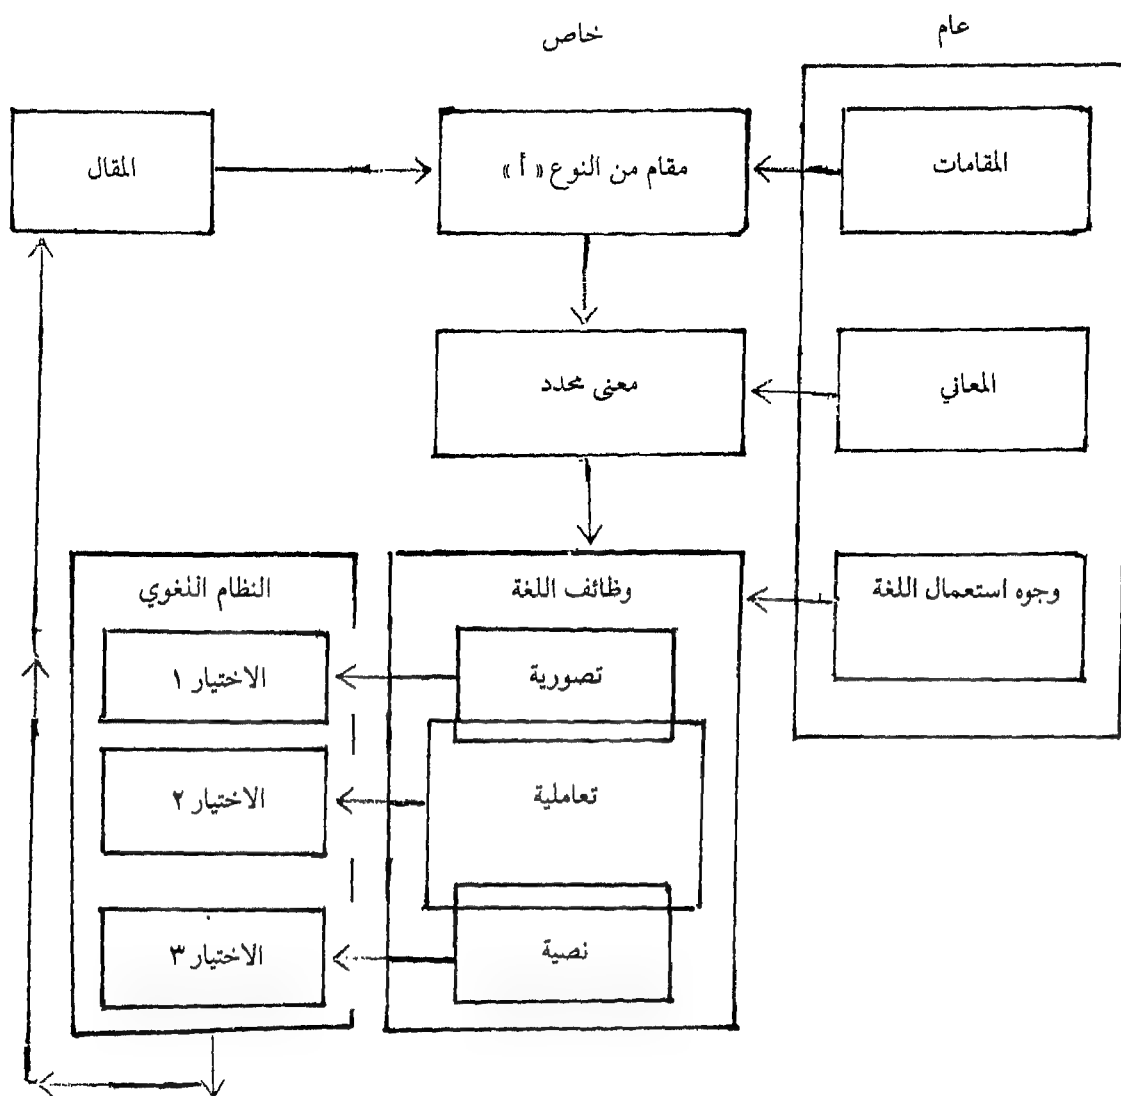 عام
خاص
المقامات
مقام من النوع « أ »
المقال
المعاني
معنى محدد
وجوه استعمال اللغة
وظائف اللغة
النظام اللغوي
تصورية
الاختيار ١
تعاملية
الاختيار ٢
نصية
الاختيار ٣